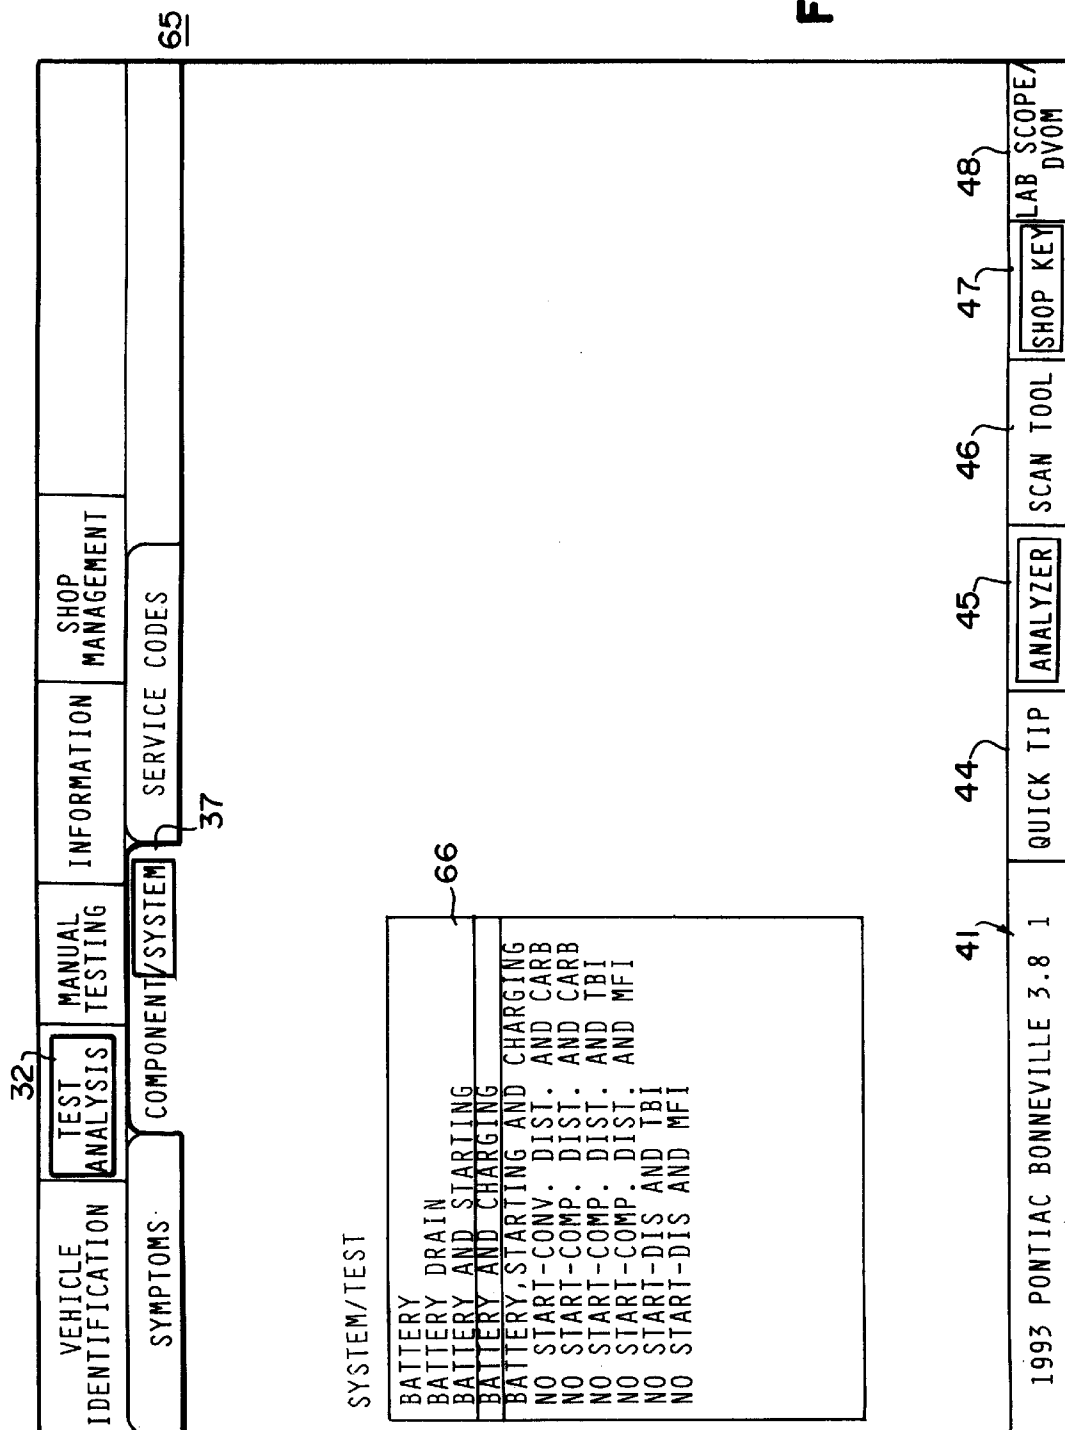 65
32
VEHICLE
IDENTIFICATION
TEST
ANALYSIS
MANUAL
TESTING
INFORMATION
SHOP
MANAGEMENT
SYMPTOMS
COMPONENT/SYSTEM
SERVICE CODES
37
SYSTEM/TEST
66
BATTERY
BATTERY DRAIN
BATTERY AND STARTING
BATTERY AND CHARGING
BATTERY,STARTING AND CHARGING
NO START-CONV. DIST. AND CARB
NO START-COMP. DIST. AND CARB
NO START-COMP. DIST. AND TBI
NO START-COMP. DIST. AND MFI
NO START-DIS AND TBI
NO START-DIS AND MFI
41
44
45
46
47
48
1993 PONTIAC BONNEVILLE 3.8 1
QUICK TIP
ANALYZER
SCAN TOOL
SHOP KEY
LAB SCOPE/
DVOM
F